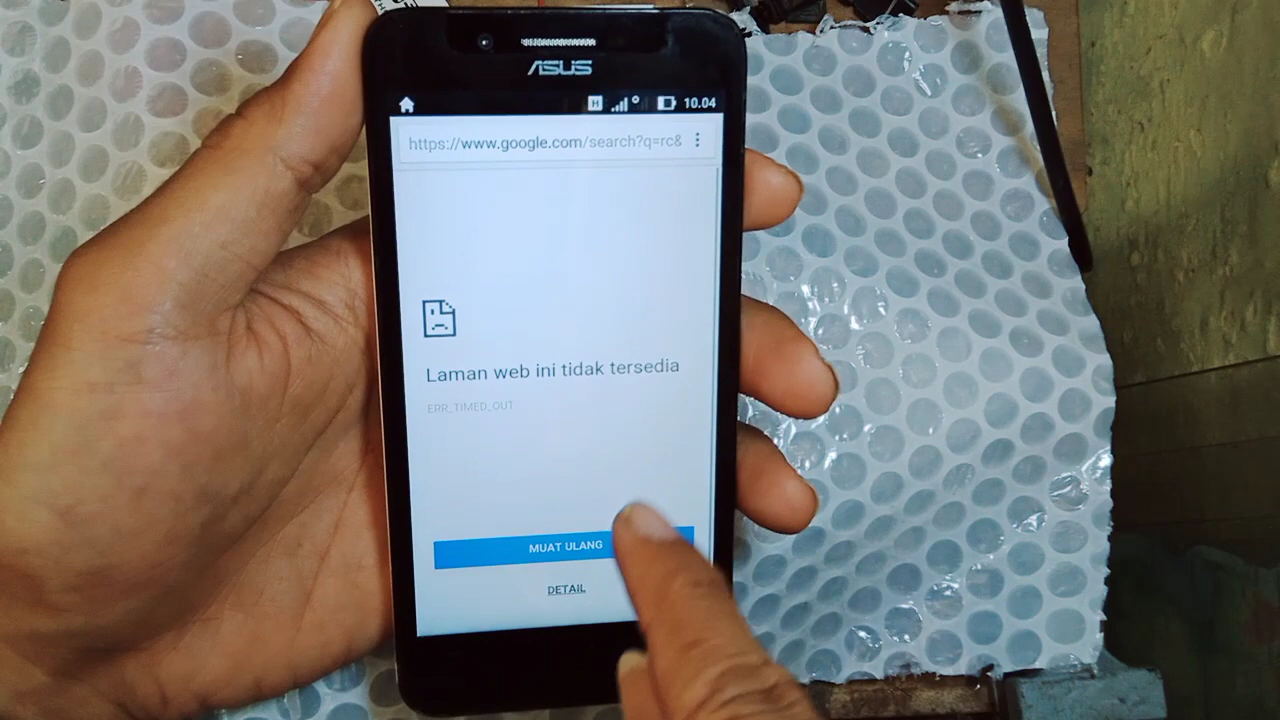 ASUS
H
10.04
https://www.google.com/search?q=rc&
Laman web ini tidak tersedia
ERR_TIMED_OUT
MUAT ULANG
DETAIL